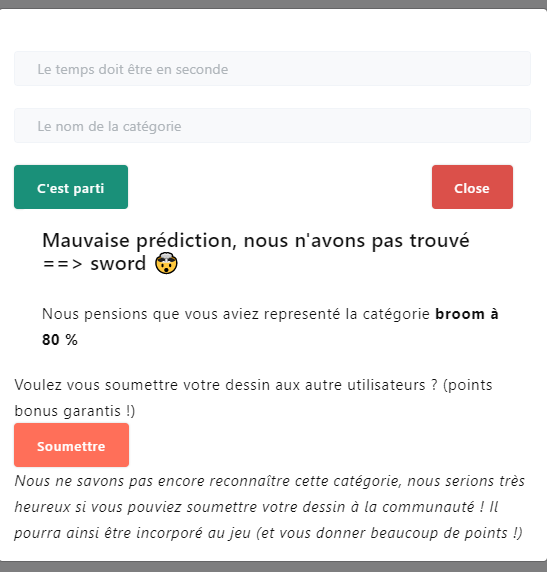 Le temps doit être en seconde
Le nom de la catégorie
C'est parti
Close
Mauvaise prédiction, nous n'avons pas trouvé
==> sword 🤯
Nous pensions que vous aviez representé la catégorie broom à
80 %
Voulez vous soumettre votre dessin aux autre utilisateurs ? (points
bonus garantis !)
Soumettre
Nous ne savons pas encore reconnaître cette catégorie, nous serions très
heureux si vous pouviez soumettre votre dessin à la communauté ! Il
pourra ainsi être incorporé au jeu (et vous donner beaucoup de points !)